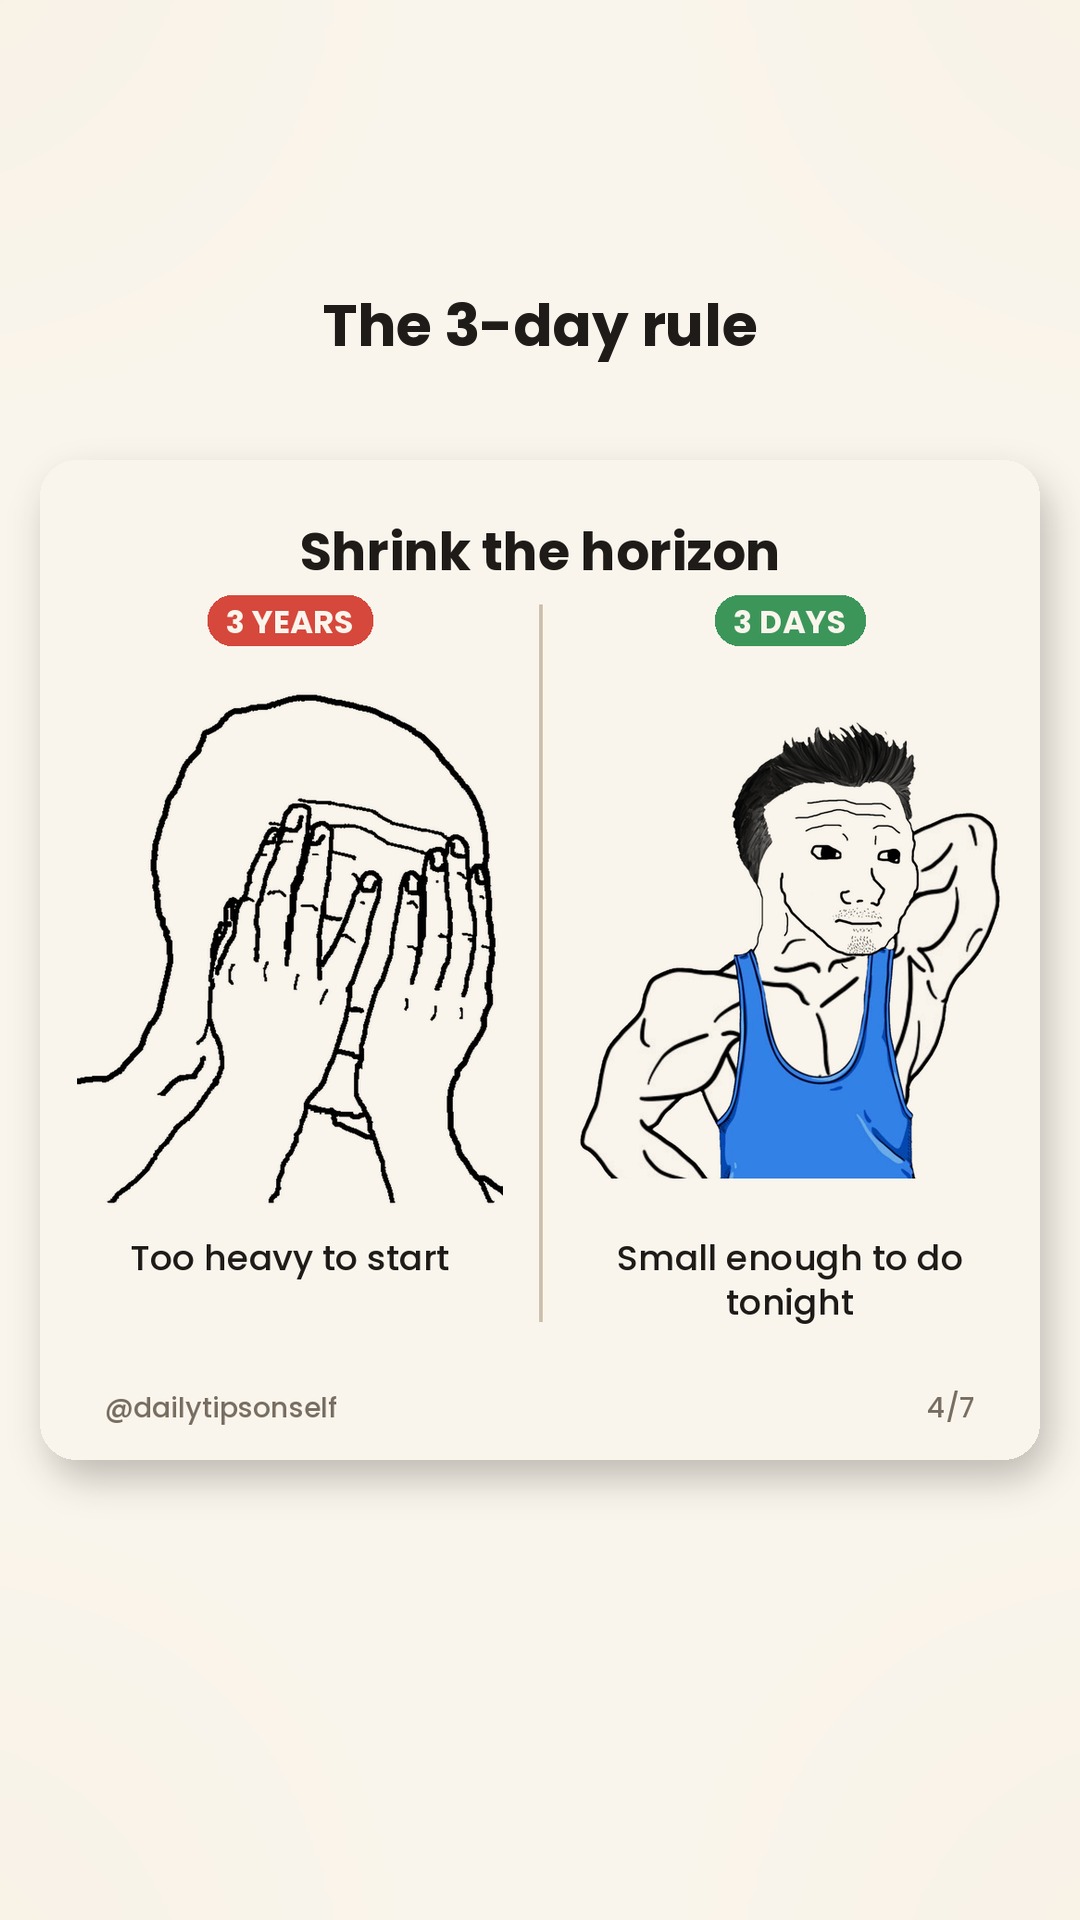 The 3-day rule
Shrink the horizon
3 YEARS
3 DAYS
Too heavy to start
Small enough to do
tonight
@dailytipsonself
4/7